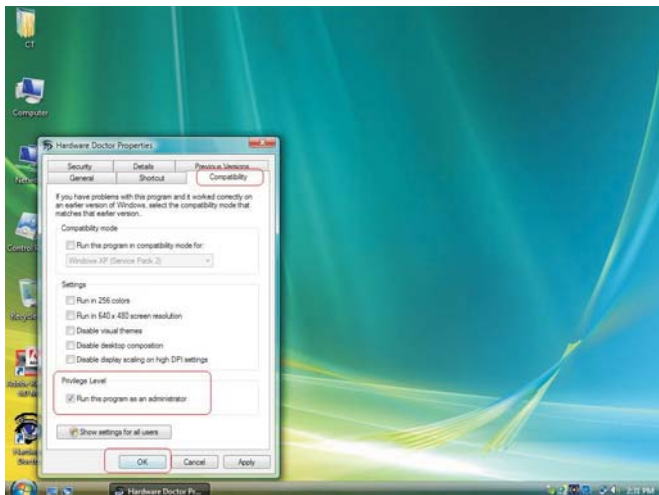 CT
Computer
Hardware Doctor Properties
Security Details Previous Versions
General Shortcut Compatibility
If you have problems with this program and it worked correctly on
an earlier version of Windows, select the compatibility mode that
matches that earlier version.
Compatibility mode
Run this program in compatibility mode for:
Windows XP (Service Pack 2)
Settings
Run in 256 colors
Run in 640 x 480 screen resolution
Disable visual themes
Disable desktop composition
Disable display scaling on high DPI settings
Privilege Level
Run this program as an administrator
Show settings for all users
OK Cancel Apply
Hardware Doctor Pr...
2:11 PM